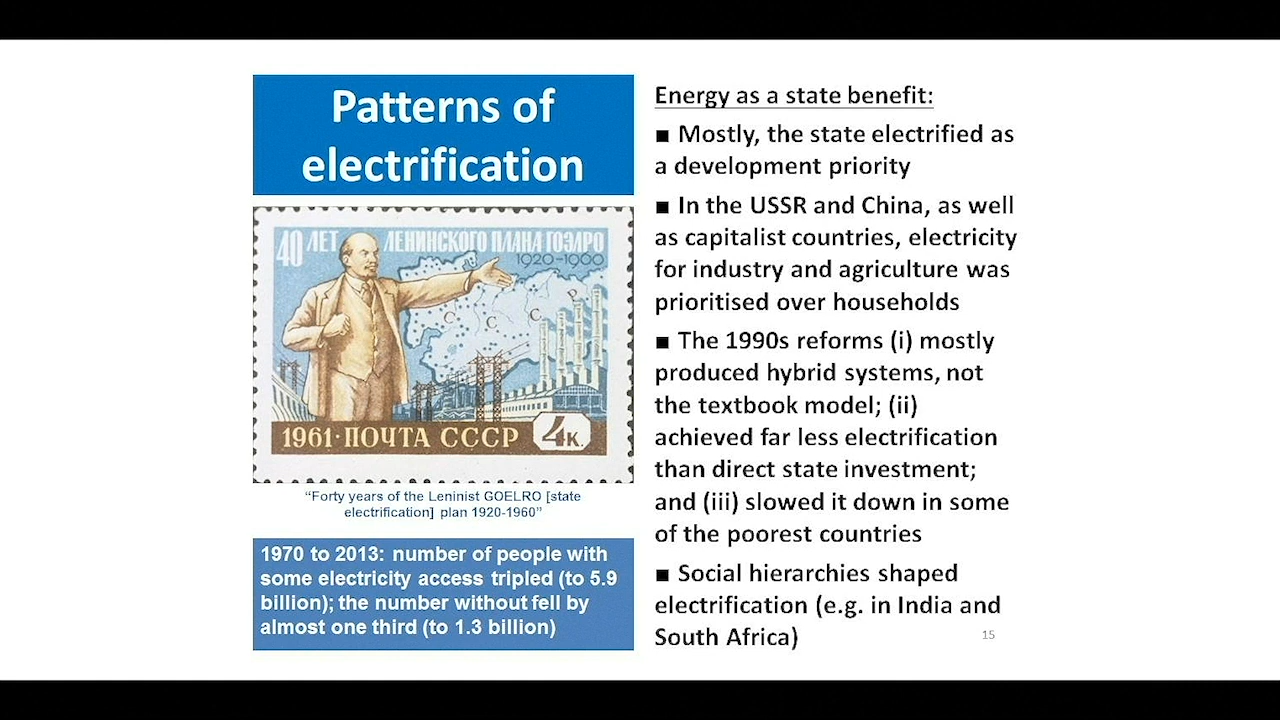 Patterns of
electrification
40 ЛЕТ ЛЕНИНСКОГО ПЛАНА ГОЭЛРО
1920-1960
С С С Р
1961·ПОЧТА СССР
4к.
“Forty years of the Leninist GOELRO [state
electrification] plan 1920-1960”
1970 to 2013: number of people with
some electricity access tripled (to 5.9
billion); the number without fell by
almost one third (to 1.3 billion)
Energy as a state benefit:
■ Mostly, the state electrified as
a development priority
■ In the USSR and China, as well
as capitalist countries, electricity
for industry and agriculture was
prioritised over households
■ The 1990s reforms (i) mostly
produced hybrid systems, not
the textbook model; (ii)
achieved far less electrification
than direct state investment;
and (iii) slowed it down in some
of the poorest countries
■ Social hierarchies shaped
electrification (e.g. in India and
South Africa)
15